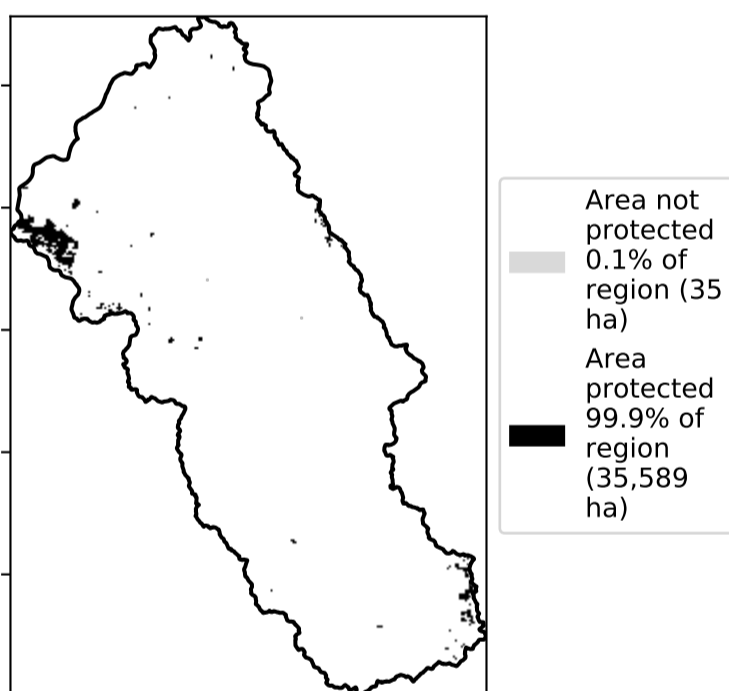 Area not
protected
0.1% of
region (35
ha)
Area
protected
99.9% of
region
(35,589
ha)